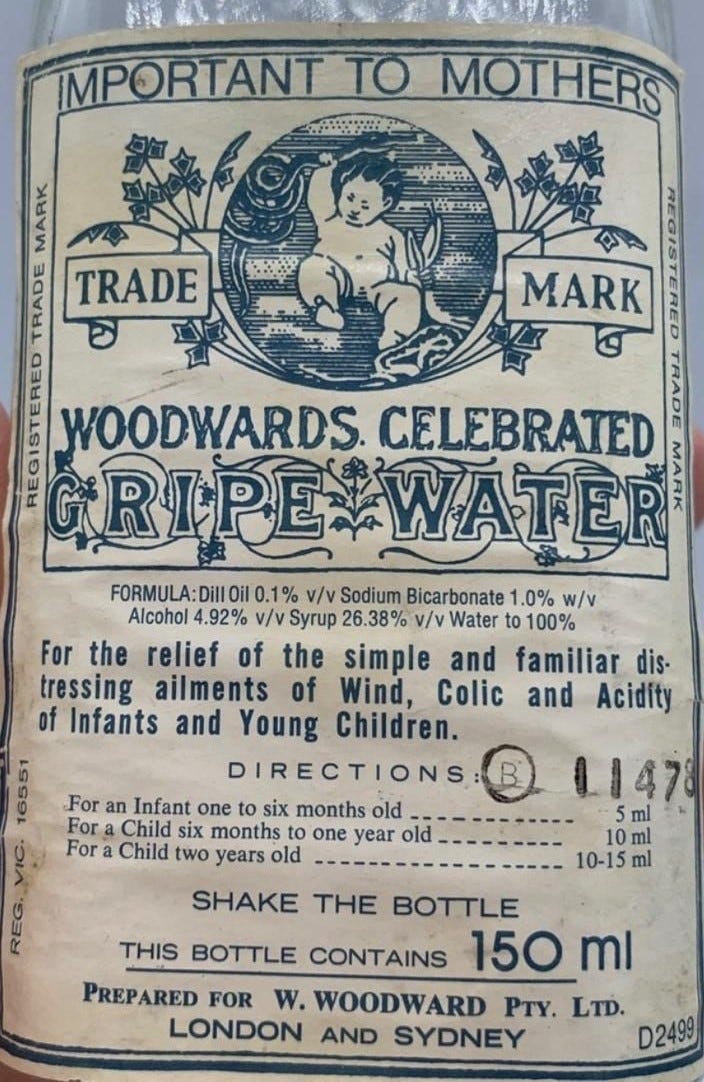 IMPORTANT TO MOTHERS
REGISTERED TRADE MARK
TRADE MARK
REGISTERED TRADE MARK
WOODWARDS. CELEBRATED
GRIPE WATER
FORMULA: Dill Oil 0.1% v/v Sodium Bicarbonate 1.0% w/v
Alcohol 4.92% v/v Syrup 26.38% v/v Water to 100%
For the relief of the simple and familiar dis-
tressing ailments of Wind, Colic and Acidity
of Infants and Young Children.
DIRECTIONS: B 11478
For an Infant one to six months old 5 ml
For a Child six months to one year old 10 ml
For a Child two years old 10-15 ml
REG. VIC. 16551
SHAKE THE BOTTLE
THIS BOTTLE CONTAINS 150 ml
PREPARED FOR W. WOODWARD PTY. LTD.
LONDON AND SYDNEY
D2499